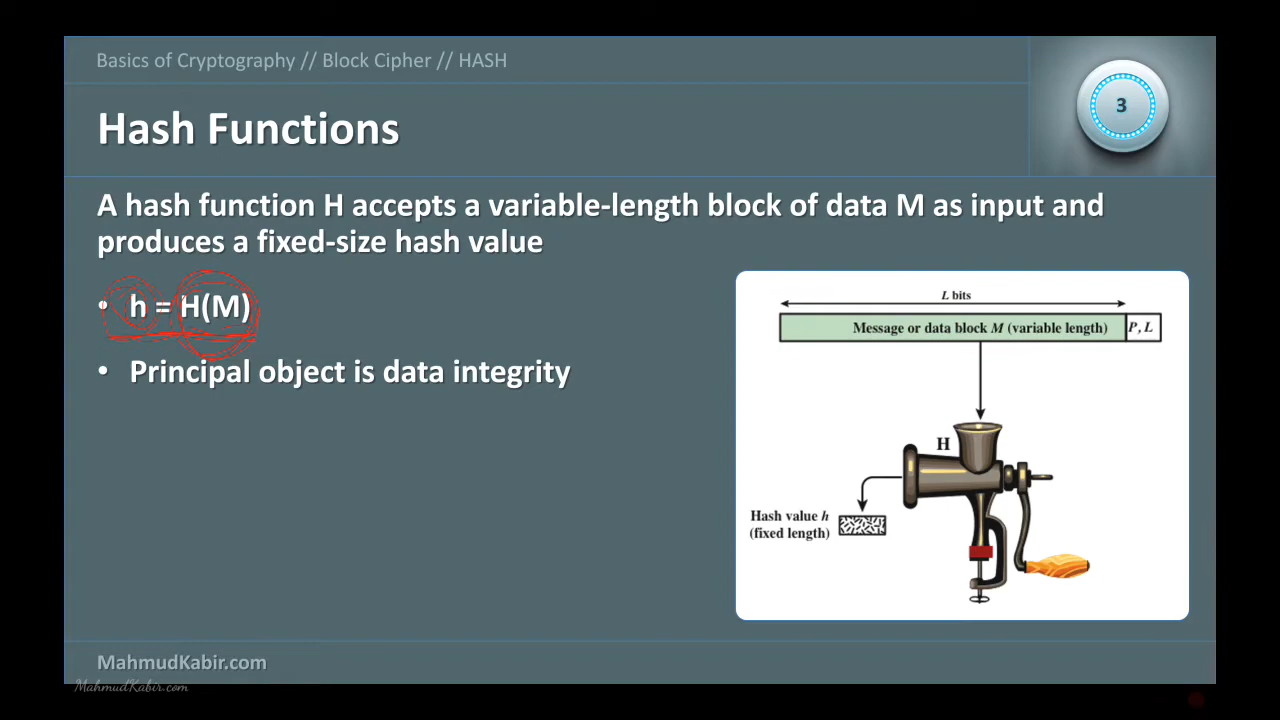 Basics of Cryptography // Block Cipher // HASH
3
Hash Functions
A hash function H accepts a variable-length block of data M as input and
produces a fixed-size hash value
• h = H(M)
• Principal object is data integrity
L bits
Message or data block M (variable length)
P, L
H
Hash value h
(fixed length)
MahmudKabir.com
MahmudKabir.com